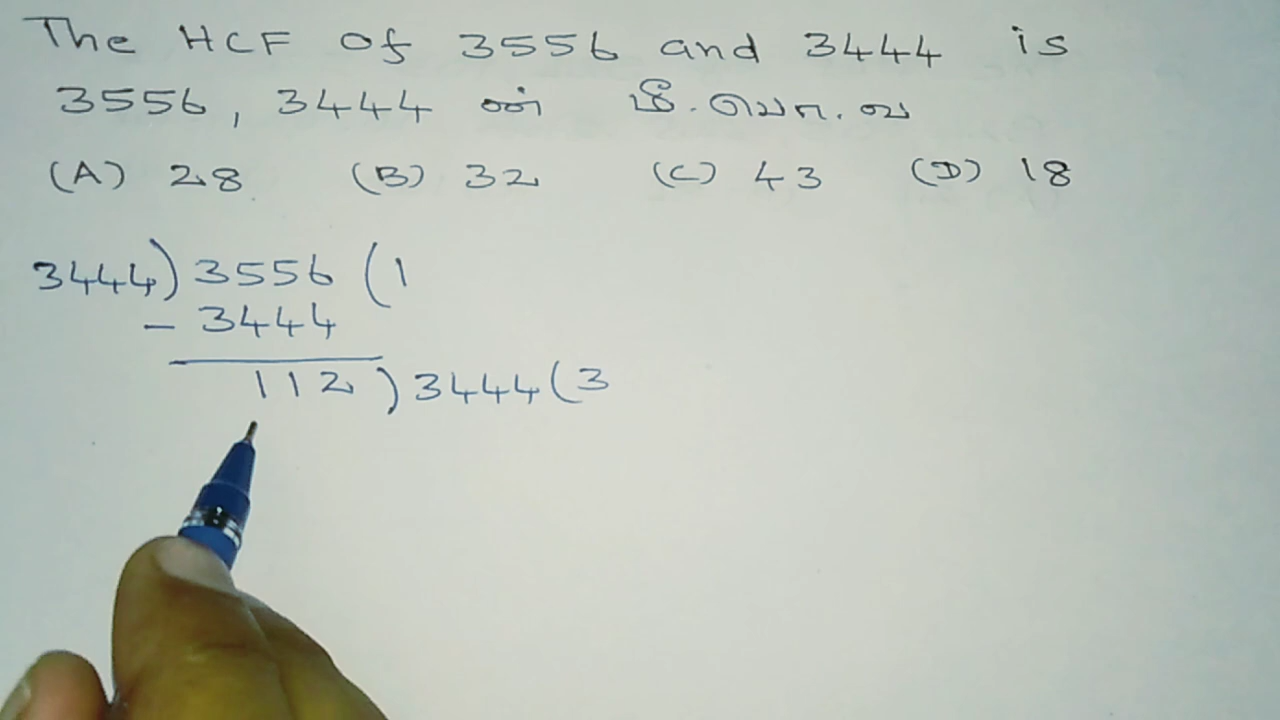 The HCF of 3556 and 3444 is
3556, 3444 ன் மீ.பொ.வ
(A) 28 (B) 32 (C) 43 (D) 18
3444) 3556 (1
- 3444
112) 3444 (3